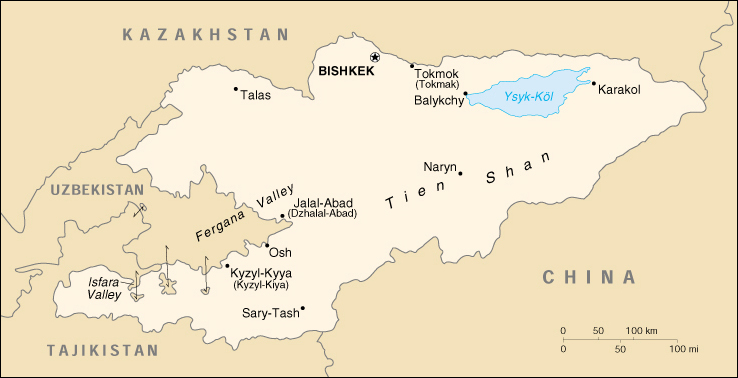 KAZAKHSTAN
BISHKEK
Tokmok
(Tokmak)
Talas
Balykchy
Ysyk-Köl
Karakol
Naryn
Tien Shan
UZBEKISTAN
Fergana Valley
Jalal-Abad
(Dzhalal-Abad)
Osh
Kyzyl-Kyya
(Kyzyl-Kiya)
Isfara
Valley
Sary-Tash
CHINA
TAJIKISTAN
0 50 100 km
0 50 100 mi